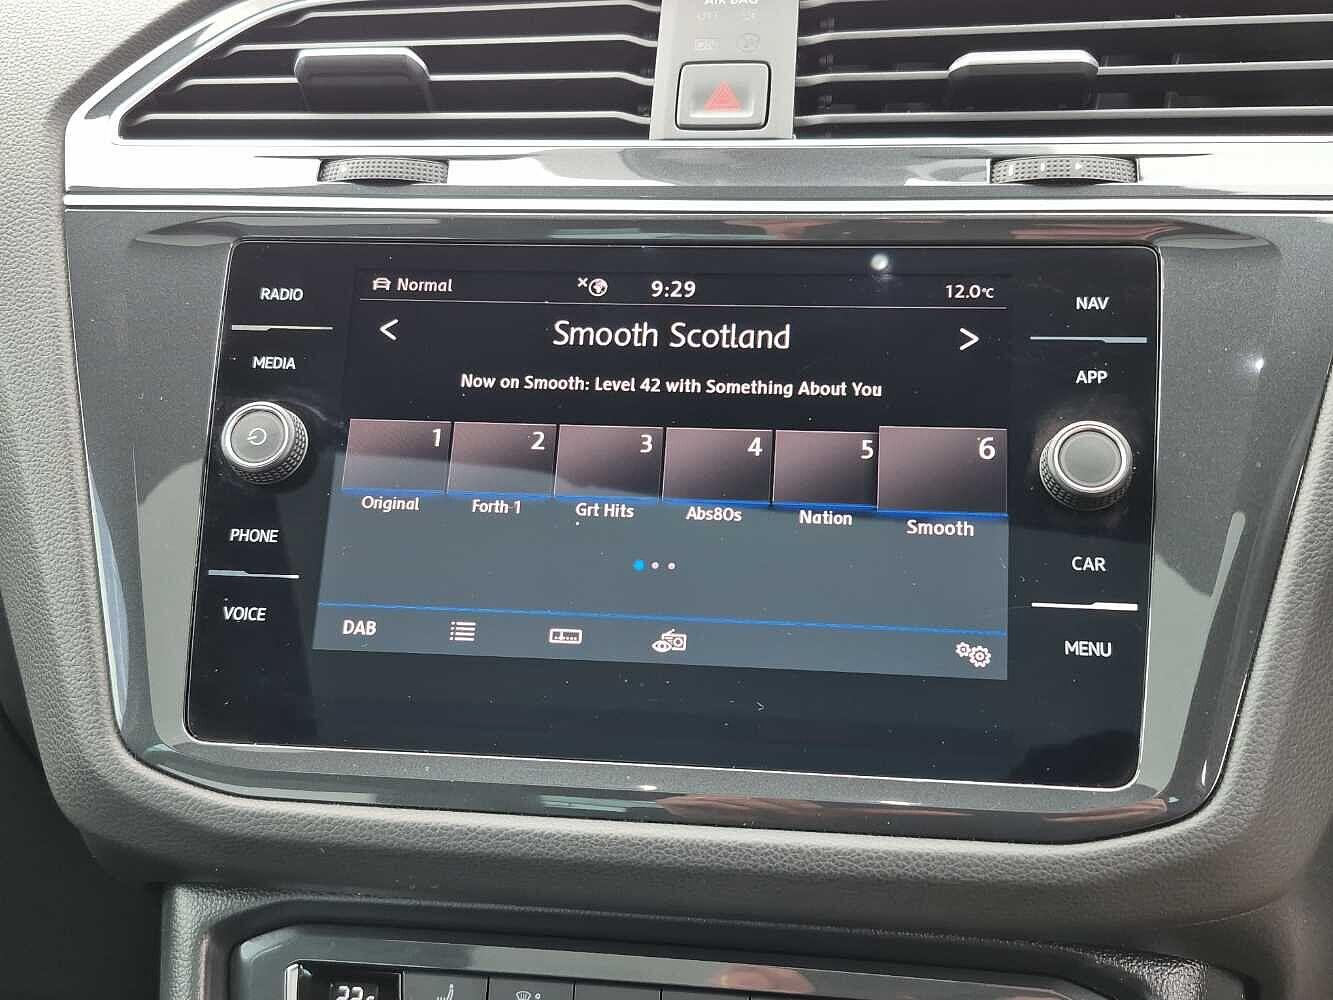 AIR BAG
RADIO
MEDIA
PHONE
VOICE
Normal
9:29
12.0°C
< Smooth Scotland >
Now on Smooth: Level 42 with Something About You
1 2 3 4 5 6
Original Forth 1 Grt Hits Abs80s Nation Smooth
DAB
NAV
APP
CAR
MENU